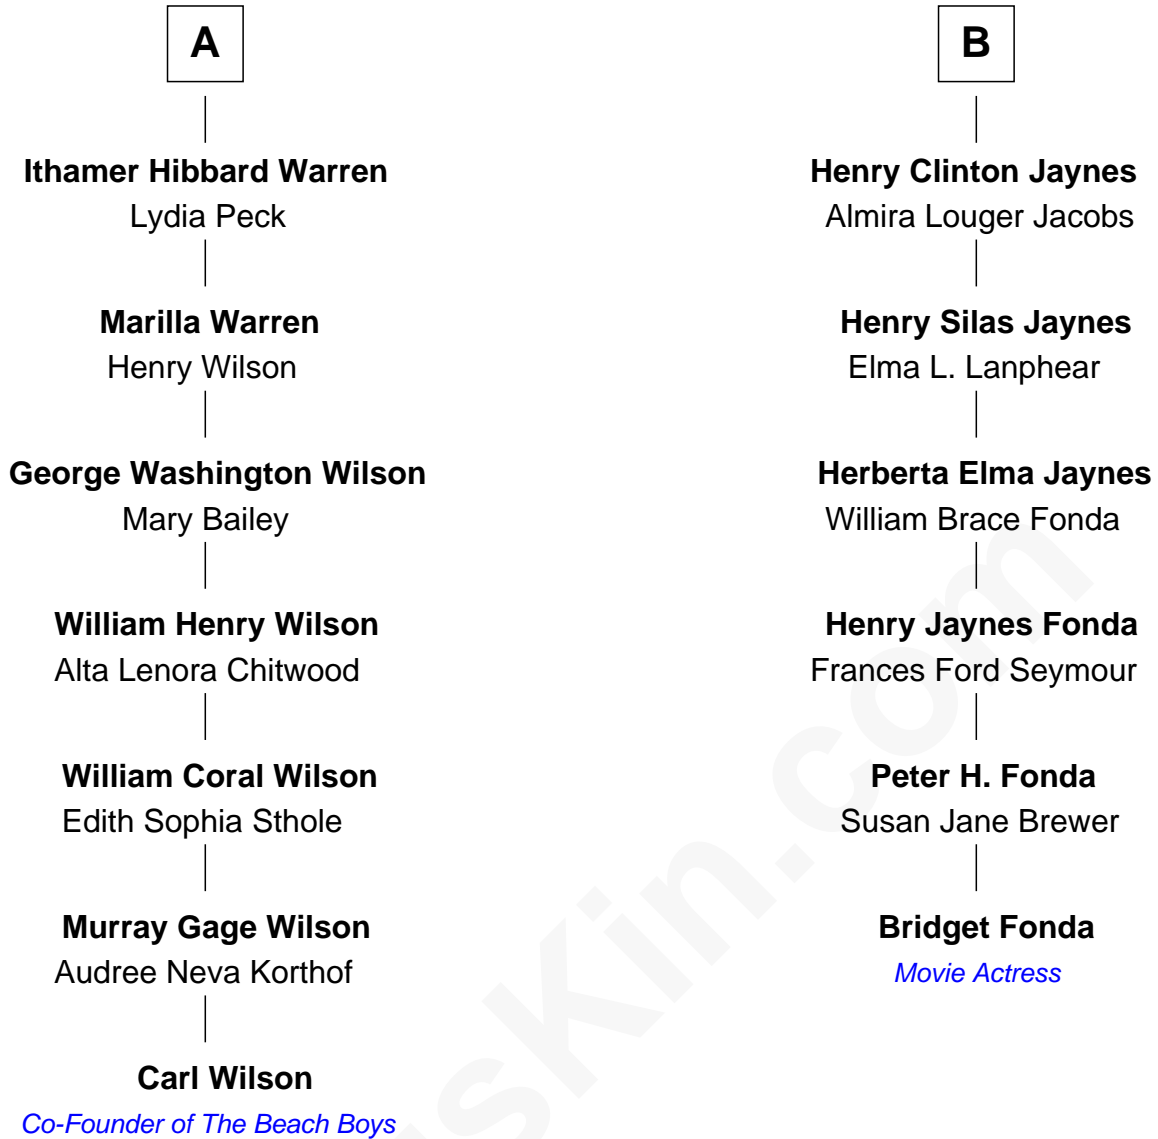 A
Ithamer Hibbard Warren
Lydia Peck
Marilla Warren
Henry Wilson
George Washington Wilson
Mary Bailey
William Henry Wilson
Alta Lenora Chitwood
William Coral Wilson
Edith Sophia Sthole
Murray Gage Wilson
Audree Neva Korthof
Carl Wilson
Co-Founder of The Beach Boys
B
Henry Clinton Jaynes
Almira Louger Jacobs
Henry Silas Jaynes
Elma L. Lanphear
Herberta Elma Jaynes
William Brace Fonda
Henry Jaynes Fonda
Frances Ford Seymour
Peter H. Fonda
Susan Jane Brewer
Bridget Fonda
Movie Actress
sKin.com